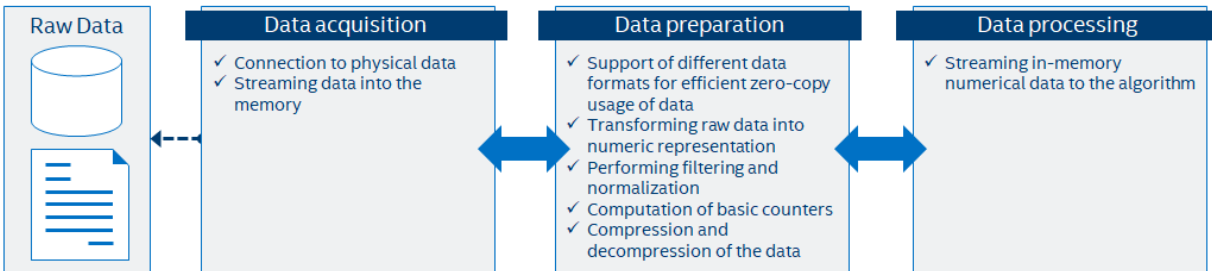 Raw Data
Data acquisition
✓ Connection to physical data
✓ Streaming data into the
memory
Data preparation
✓ Support of different data
formats for efficient zero-copy
usage of data
✓ Transforming raw data into
numeric representation
✓ Performing filtering and
normalization
✓ Computation of basic counters
✓ Compression and
decompression of the data
Data processing
✓ Streaming in-memory
numerical data to the algorithm